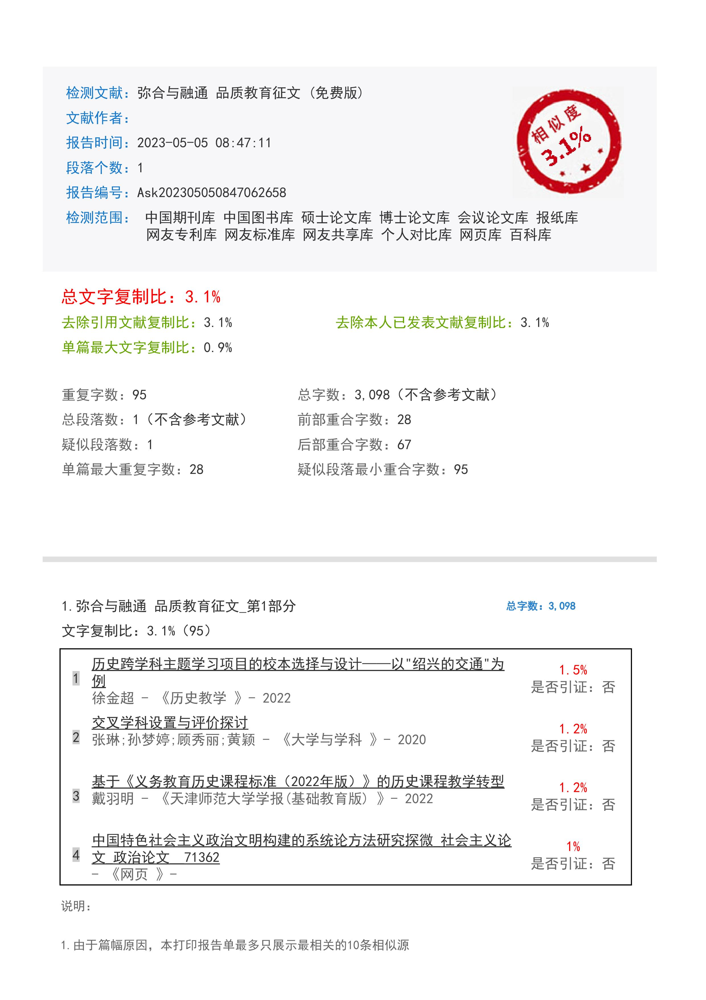 检测文献：弥合与融通 品质教育征文 (免费版)
文献作者：
报告时间：2023-05-05 08:47:11
段落个数：1
报告编号：Ask202305050847062658
检测范围： 中国期刊库 中国图书库 硕士论文库 博士论文库 会议论文库 报纸库
网友专利库 网友标准库 网友共享库 个人对比库 网页库 百科库
相似度
3.1%
总文字复制比：3.1%
去除引用文献复制比：3.1% 去除本人已发表文献复制比：3.1%
单篇最大文字复制比：0.9%
重复字数：95 总字数：3,098（不含参考文献）
总段落数：1（不含参考文献） 前部重合字数：28
疑似段落数：1 后部重合字数：67
单篇最大重复字数：28 疑似段落最小重合字数：95
1.弥合与融通 品质教育征文_第1部分 总字数：3,098
文字复制比：3.1%（95）
1 历史跨学科主题学习项目的校本选择与设计——以"绍兴的交通"为
例
徐金超 - 《历史教学 》- 2022
1.5%
是否引证：否
2 交叉学科设置与评价探讨
张琳;孙梦婷;顾秀丽;黄颖 - 《大学与学科 》- 2020
1.2%
是否引证：否
3 基于《义务教育历史课程标准（2022年版）》的历史课程教学转型
戴羽明 - 《天津师范大学学报(基础教育版) 》- 2022
1.2%
是否引证：否
4 中国特色社会主义政治文明构建的系统论方法研究探微_社会主义论
文_政治论文__71362
- 《网页 》-
1%
是否引证：否
说明：
1.由于篇幅原因，本打印报告单最多只展示最相关的10条相似源